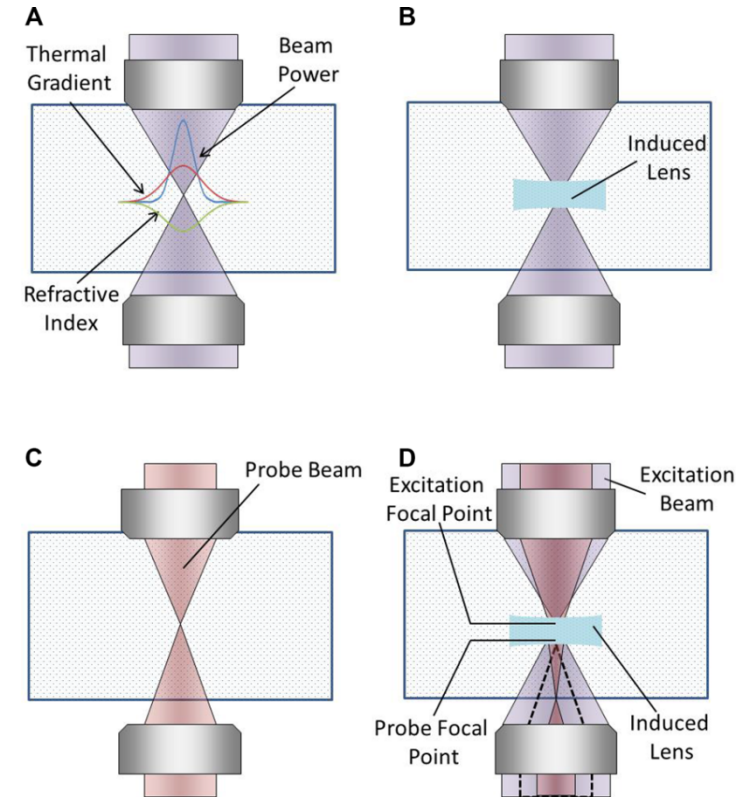 A
Thermal
Gradient
Beam
Power
Refractive
Index
B
Induced
Lens
C
Probe Beam
D
Excitation
Focal Point
Excitation
Beam
Probe Focal
Point
Induced
Lens